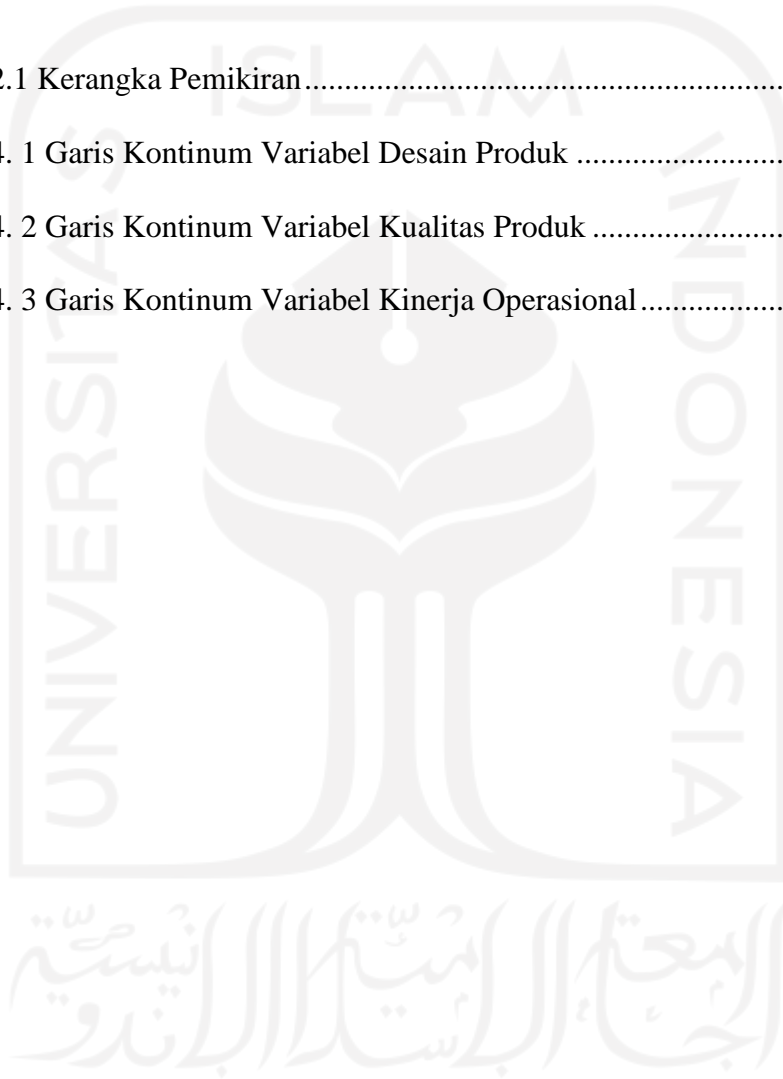 2.1 Kerangka Pemikiran............................................................
4. 1 Garis Kontinum Variabel Desain Produk ..........................
4. 2 Garis Kontinum Variabel Kualitas Produk ........................
4. 3 Garis Kontinum Variabel Kinerja Operasional..................
ISLAM
UNIVERSITAS
INDONESIA